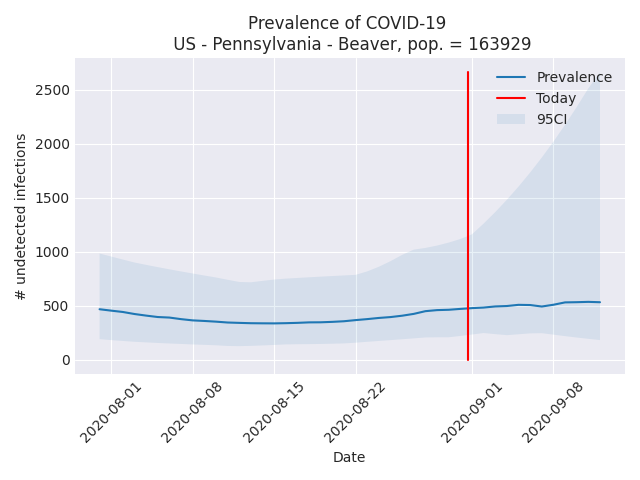 Prevalence of COVID-19
US - Pennsylvania - Beaver, pop. = 163929
Prevalence
Today
95CI
# undetected infections
2500
2000
1500
1000
500
0
2020-08-01
2020-08-08
2020-08-15
2020-08-22
2020-09-01
2020-09-08
Date